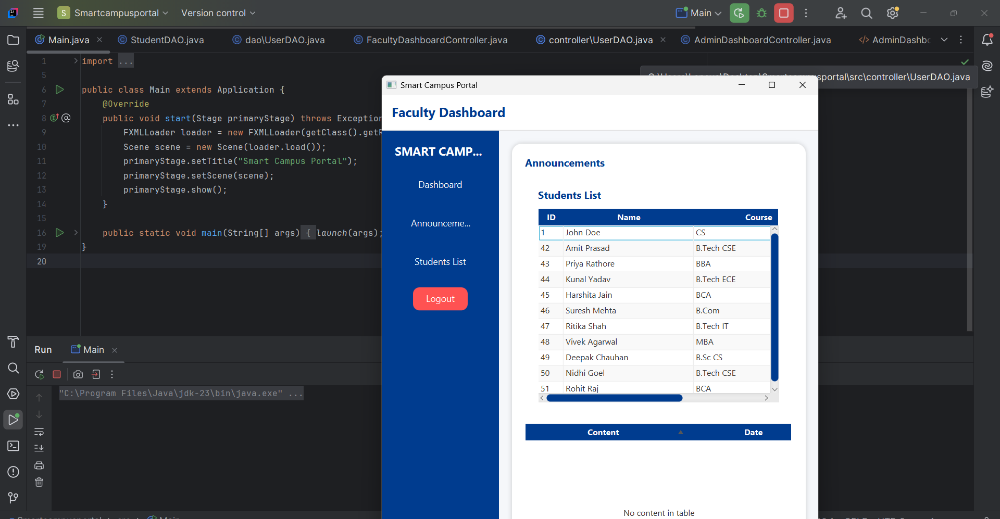 S Smartcampusportal Version control Main
Main.java StudentDAO.java dao\UserDAO.java FacultyDashboardController.java controller\UserDAO.java AdminDashboardController.java </> AdminDashbo
sportal\src\controller\UserDAO.java
1 import ...
5
6 public class Main extends Application {
7 @Override
8 public void start(Stage primaryStage) throws Exception
9 FXMLLoader loader = new FXMLLoader(getClass().getR
10 Scene scene = new Scene(loader.load());
11 primaryStage.setTitle("Smart Campus Portal");
12 primaryStage.setScene(scene);
13 primaryStage.show();
14 }
15
16 public static void main(String[] args) { launch(args);
19 }
20
Run Main
"C:\Program Files\Java\jdk-23\bin\java.exe" ...
Smart Campus Portal
Faculty Dashboard
SMART CAMP...
Dashboard
Announceme...
Students List
Logout
Announcements
Students List
ID Name Course
1 John Doe CS
42 Amit Prasad B.Tech CSE
43 Priya Rathore BBA
44 Kunal Yadav B.Tech ECE
45 Harshita Jain BCA
46 Suresh Mehta B.Com
47 Ritika Shah B.Tech IT
48 Vivek Agarwal MBA
49 Deepak Chauhan B.Sc CS
50 Nidhi Goel B.Tech CSE
51 Rohit Raj BCA
Content Date
No content in table